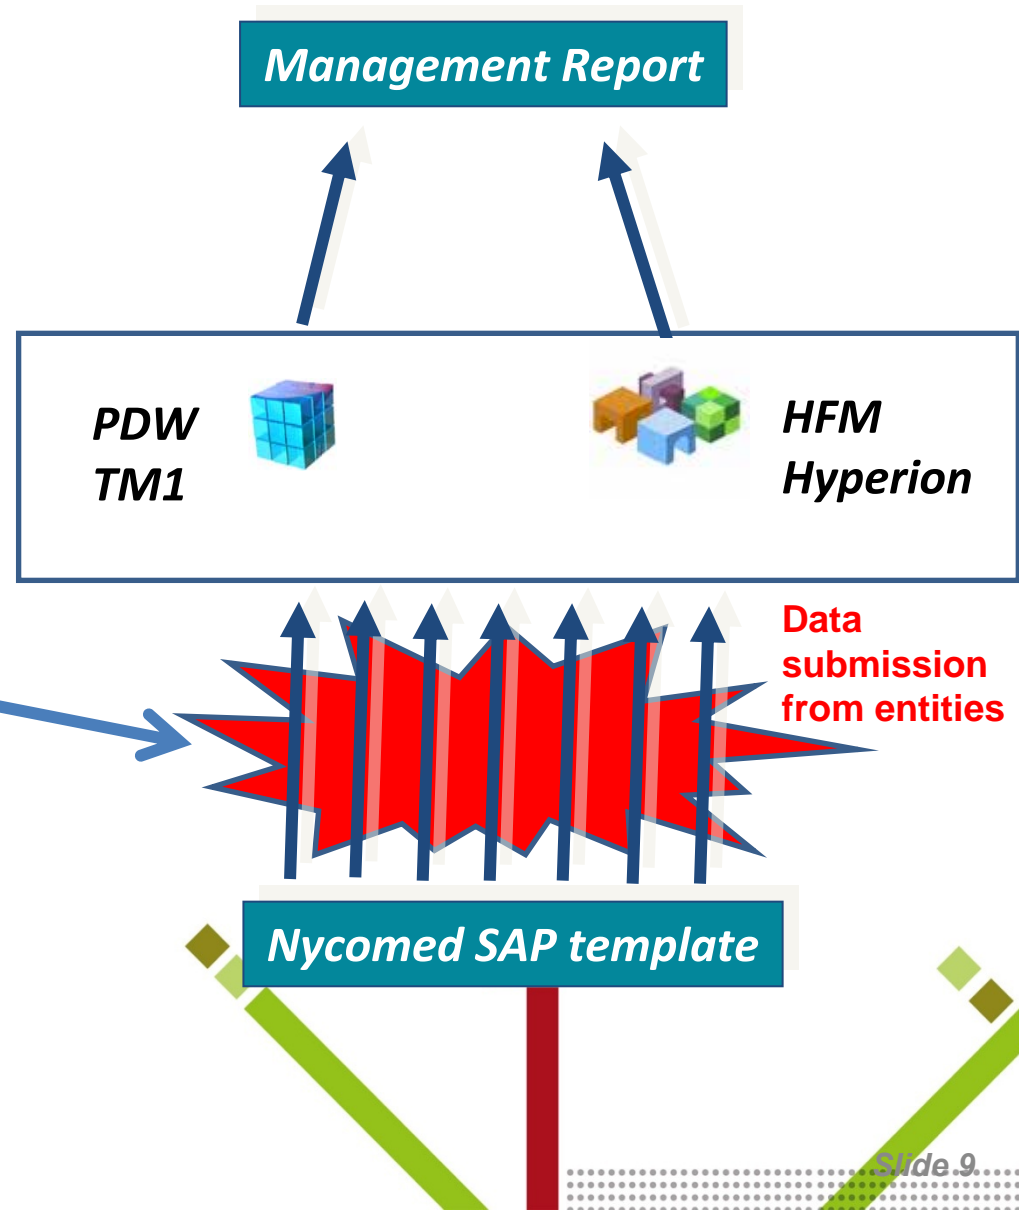 Management Report
PDW
TM1
HFM
Hyperion
Data
submission
from entities
Nycomed SAP template
Slide 9